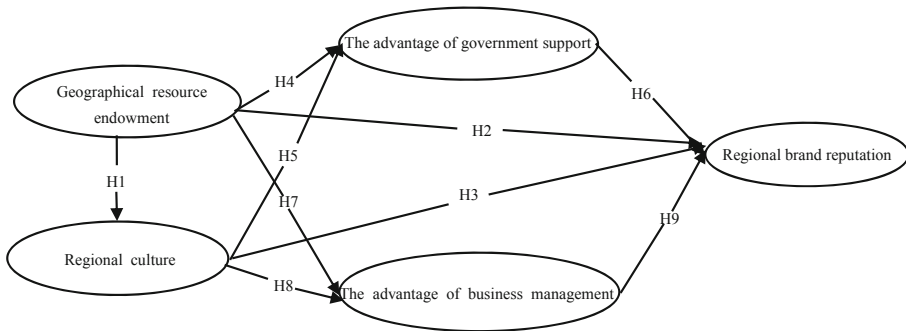 The advantage of government support
H4
H6
Geographical resource
endowment
H2
H5
Regional brand reputation
H1
H3
H7
H9
Regional culture
H8
The advantage of business management